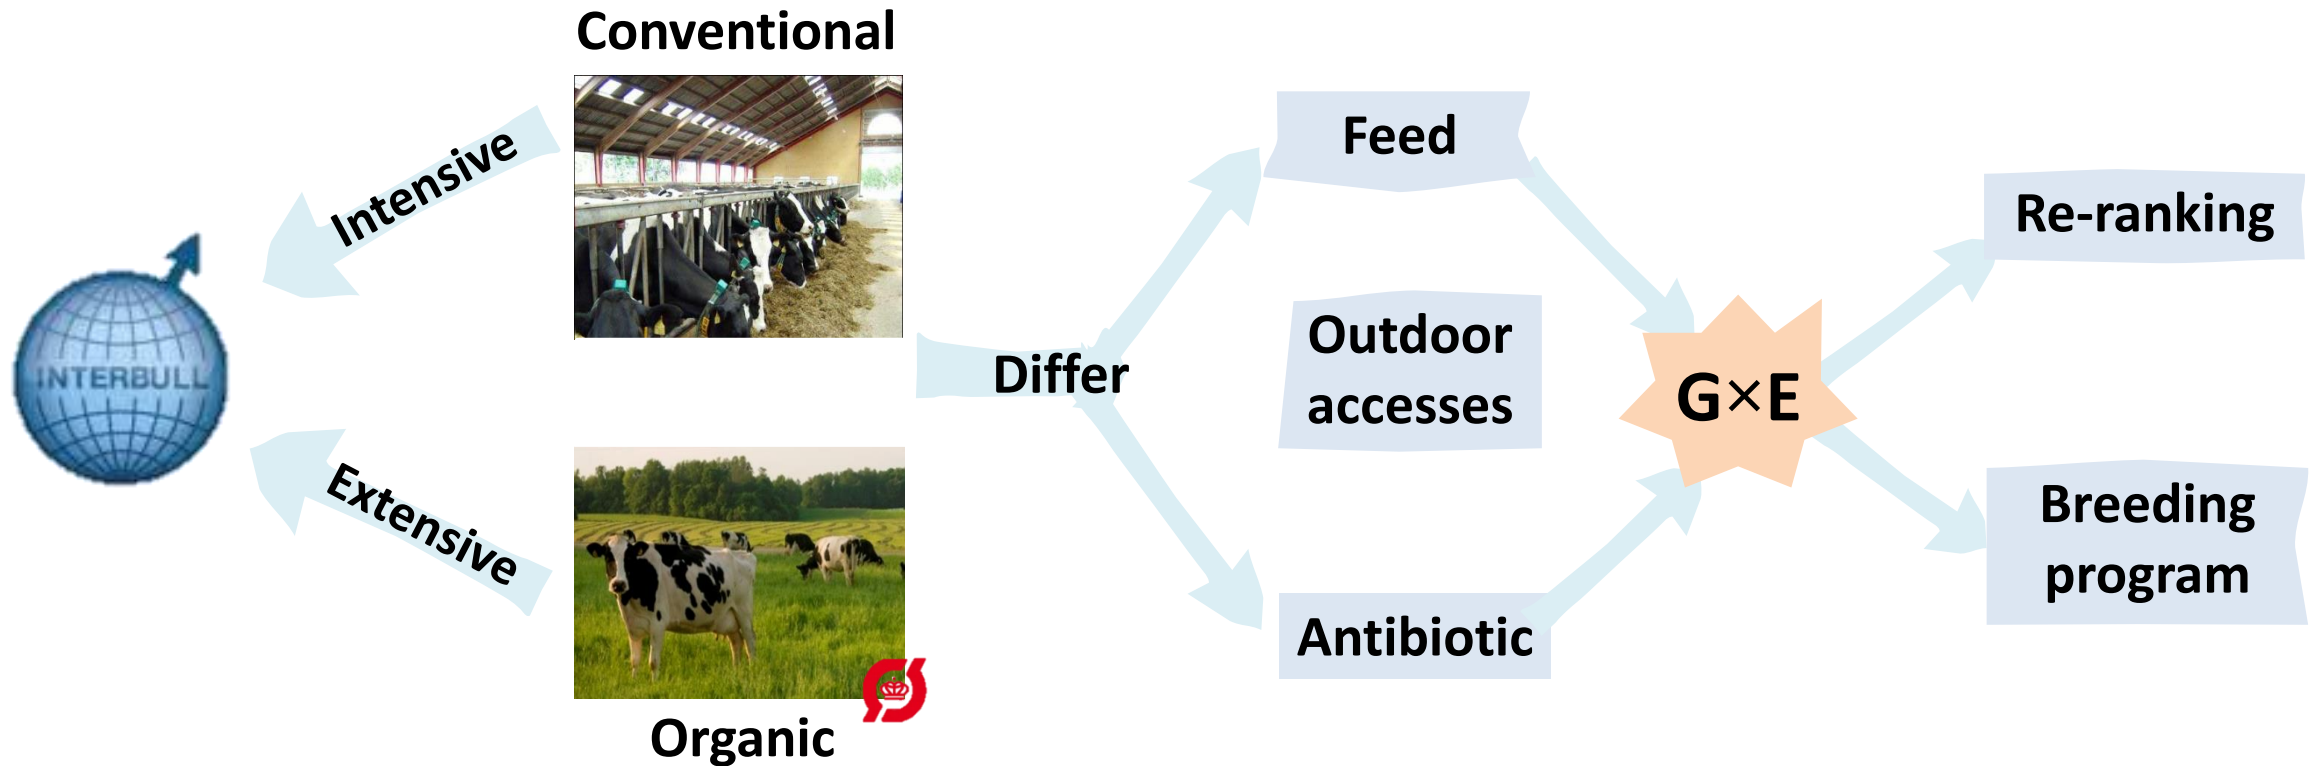 Conventional
Intensive
INTERBULL
Extensive
Organic
Differ
Feed
Outdoor
accesses
Antibiotic
G×E
Re-ranking
Breeding
program